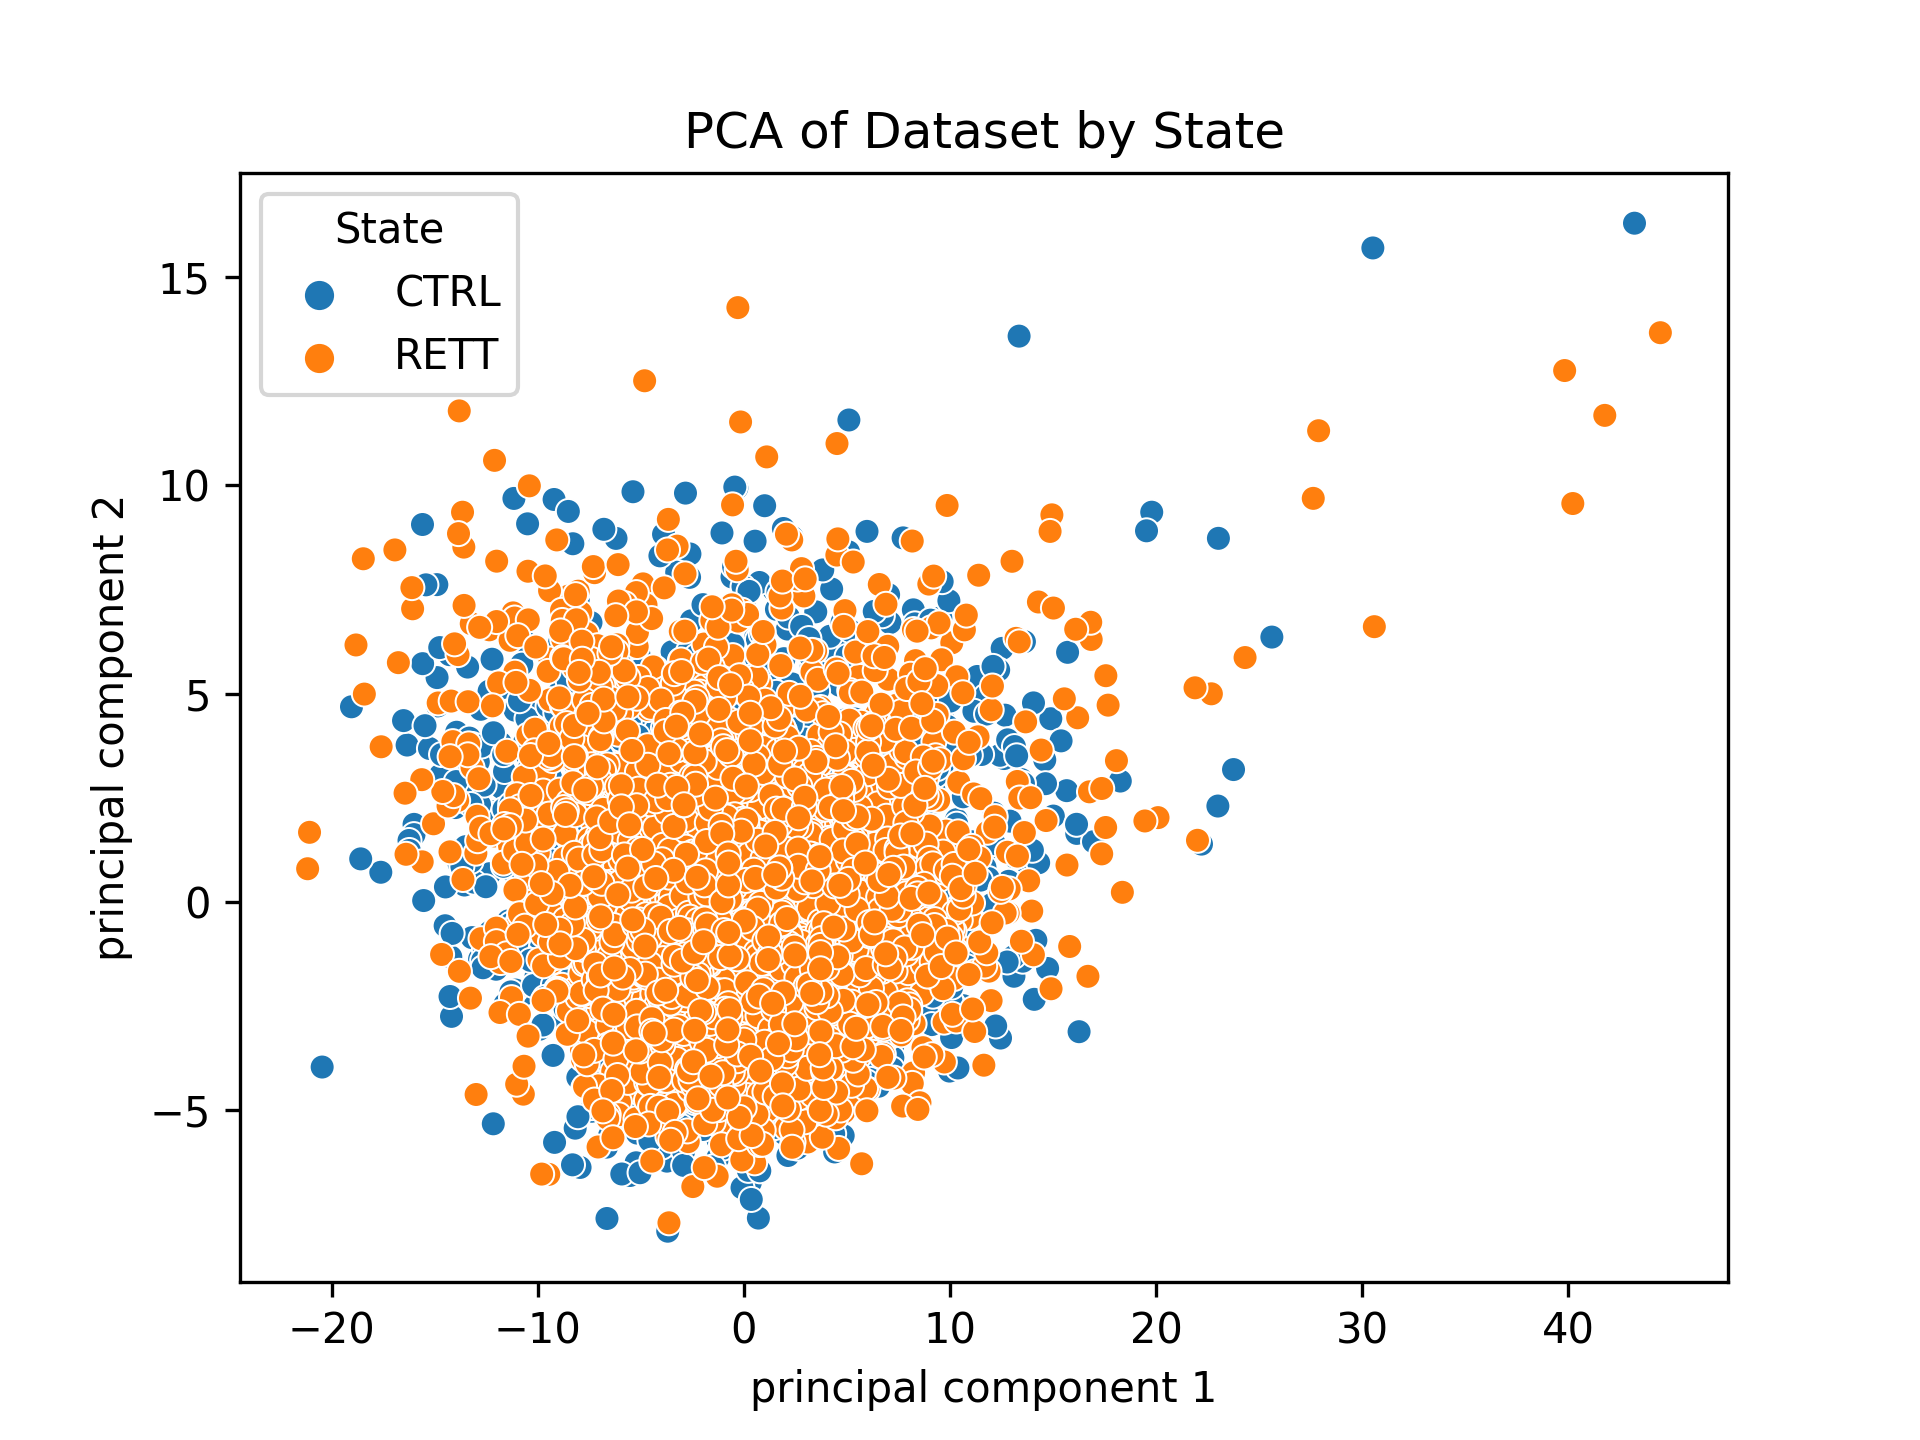 PCA of Dataset by State
State
CTRL
RETT
15
10
5
0
−5
principal component 2
−20
−10
0
10
20
30
40
principal component 1